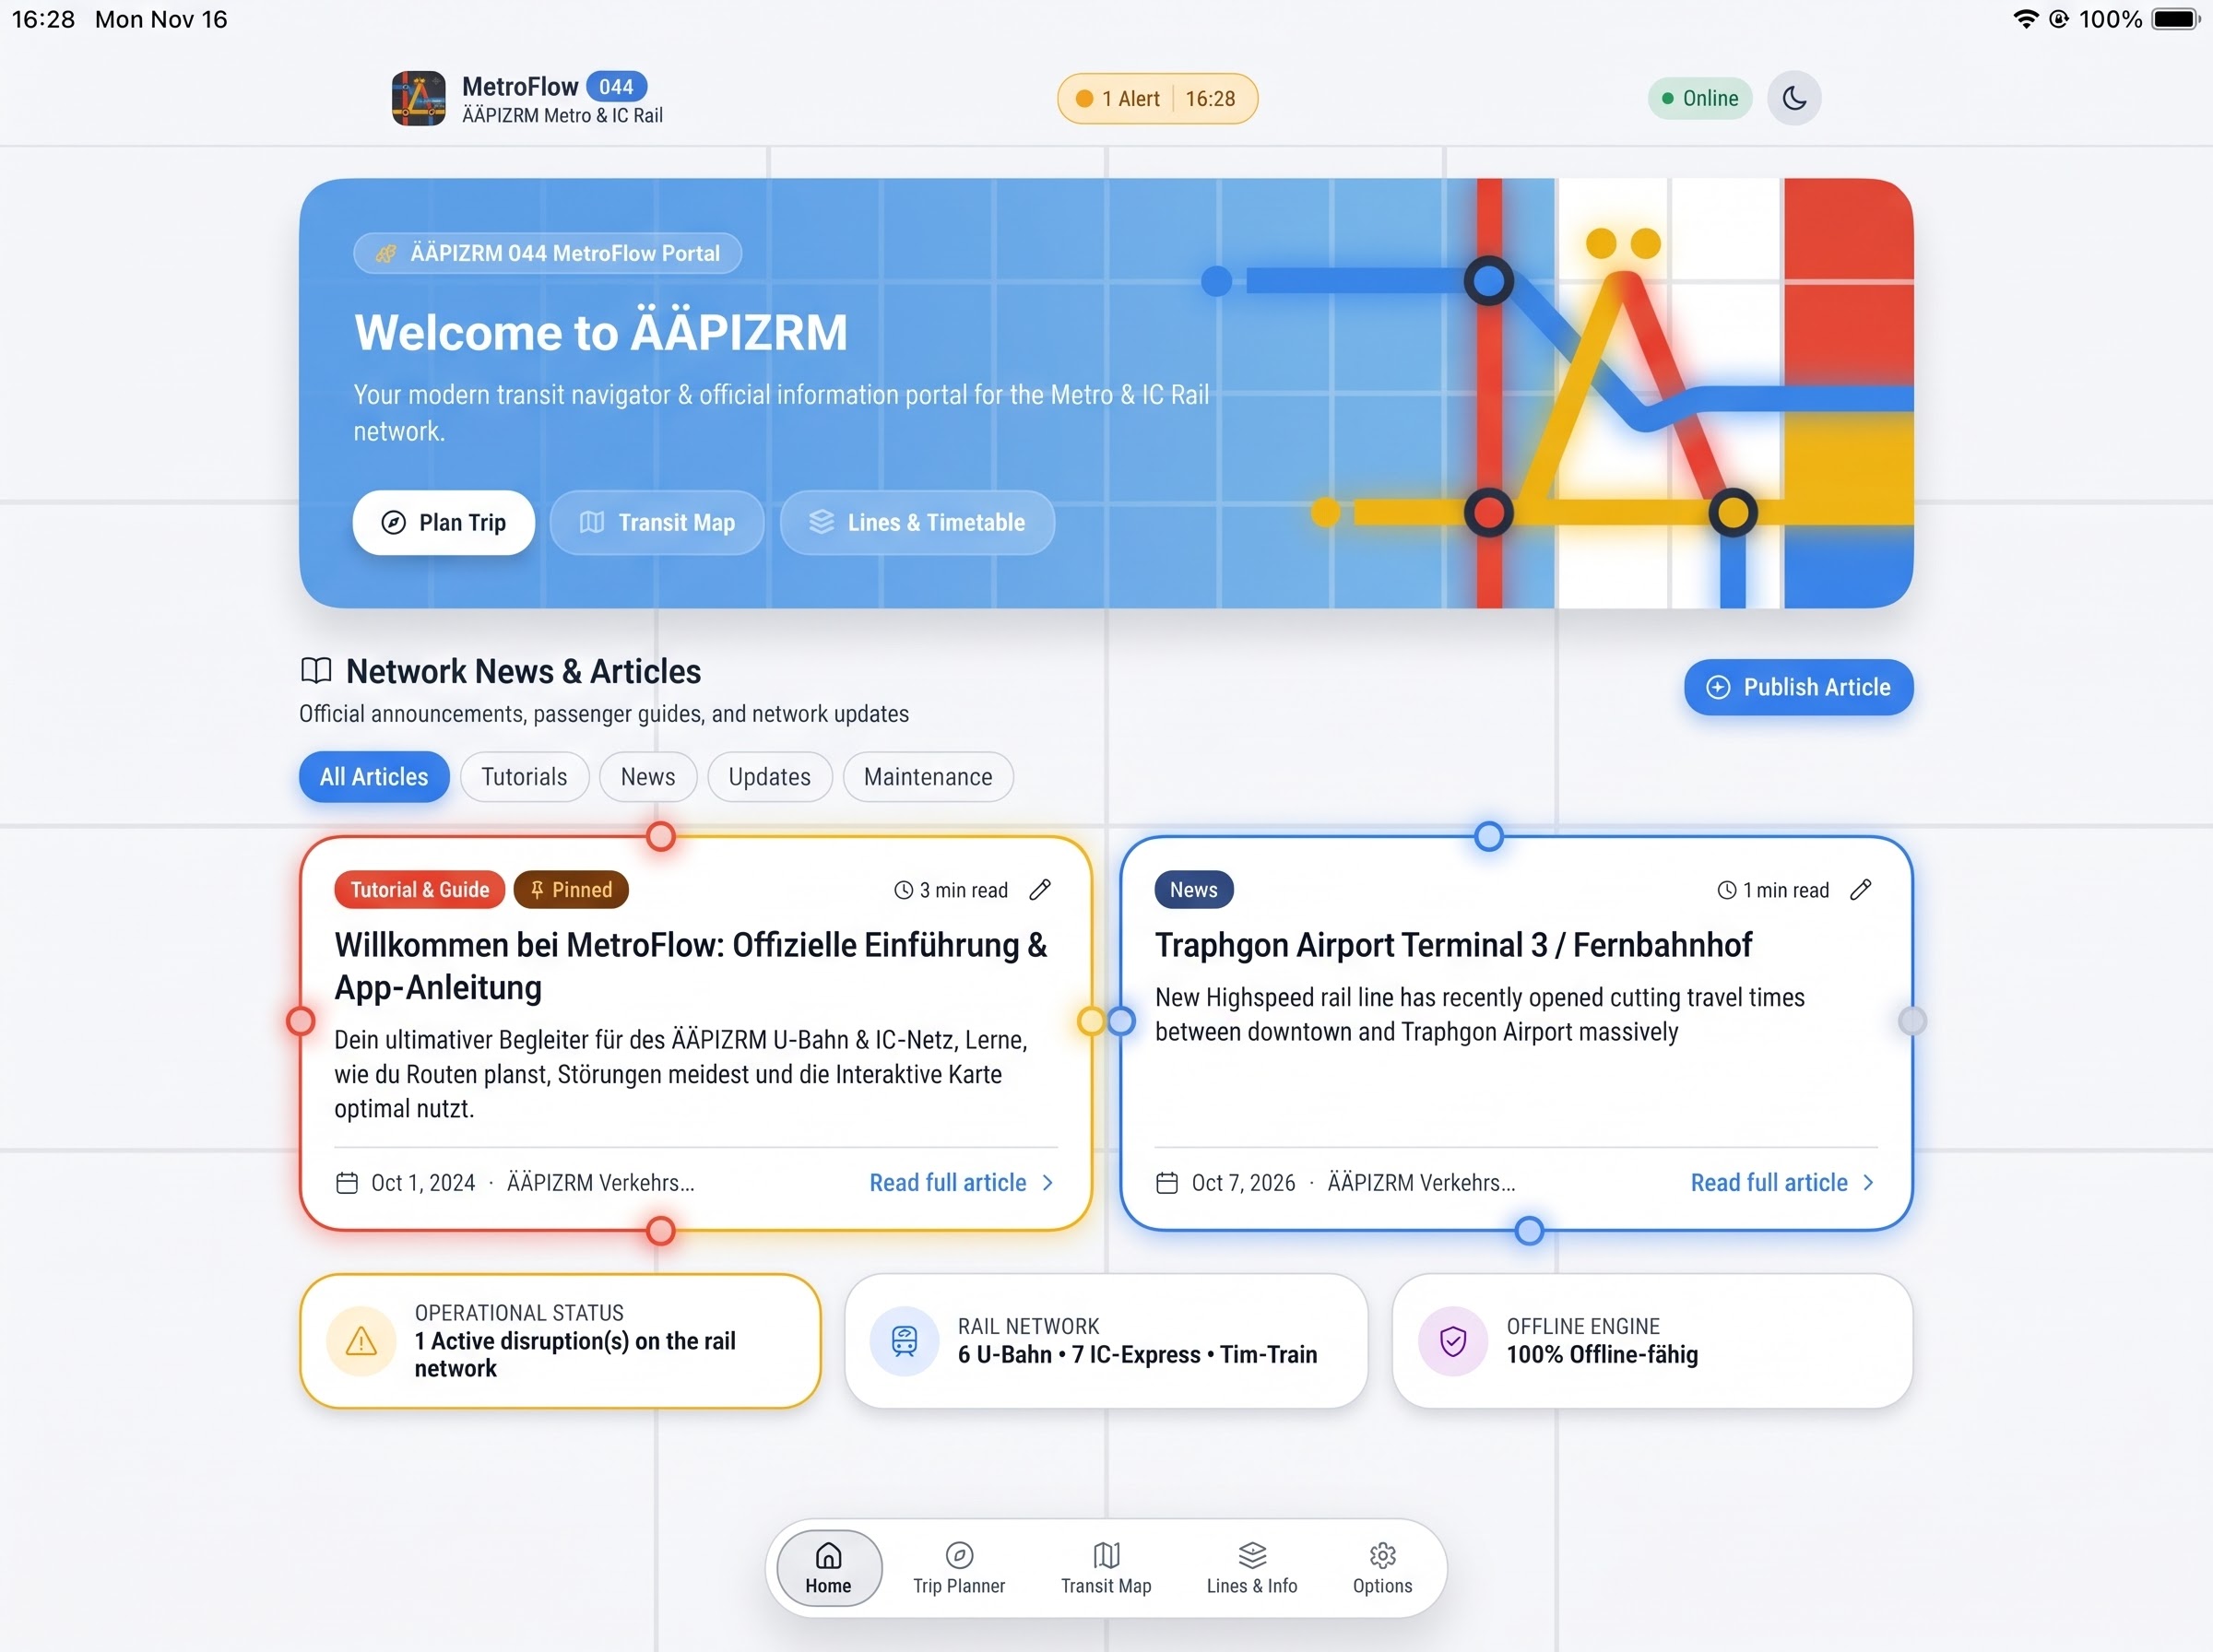 16:28 Mon Nov 16
100%
MetroFlow 044
ÄÄPIZRM Metro & IC Rail
1 Alert 16:28
Online
ÄÄPIZRM 044 MetroFlow Portal
Welcome to ÄÄPIZRM
Your modern transit navigator & official information portal for the Metro & IC Rail
network.
Plan Trip
Transit Map
Lines & Timetable
Network News & Articles
Official announcements, passenger guides, and network updates
Publish Article
All Articles
Tutorials
News
Updates
Maintenance
Tutorial & Guide
Pinned
3 min read
Willkommen bei MetroFlow: Offizielle Einführung &
App-Anleitung
Dein ultimativer Begleiter für des ÄÄPIZRM U-Bahn & IC-Netz, Lerne,
wie du Routen planst, Störungen meidest und die Interaktive Karte
optimal nutzt.
Oct 1, 2024 · ÄÄPIZRM Verkehrs...
Read full article
News
1 min read
Traphgon Airport Terminal 3 / Fernbahnhof
New Highspeed rail line has recently opened cutting travel times
between downtown and Traphgon Airport massively
Oct 7, 2026 · ÄÄPIZRM Verkehrs...
Read full article
OPERATIONAL STATUS
1 Active disruption(s) on the rail
network
RAIL NETWORK
6 U-Bahn • 7 IC-Express • Tim-Train
OFFLINE ENGINE
100% Offline-fähig
Home
Trip Planner
Transit Map
Lines & Info
Options